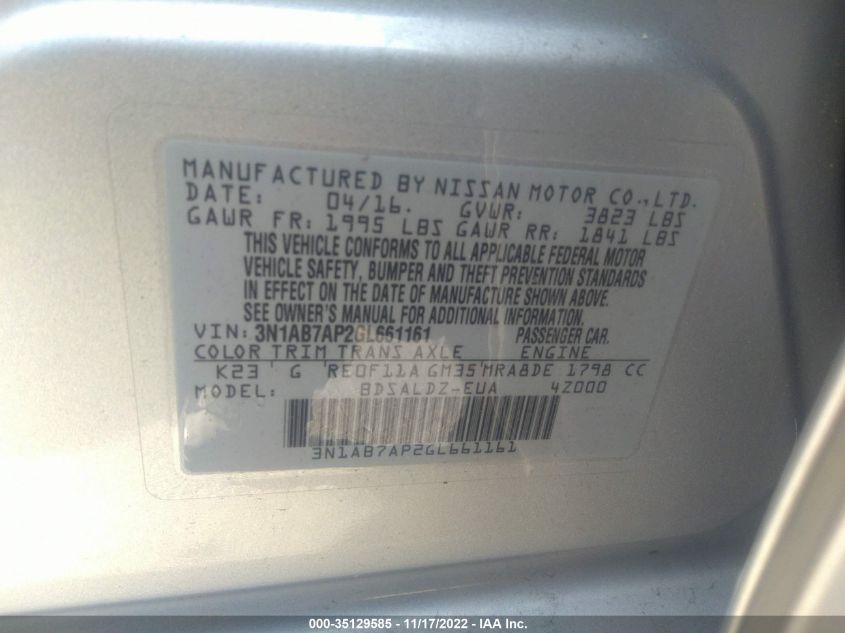 MANUFACTURED BY NISSAN MOTOR CO.,LTD.
DATE: 04/16. GVWR: 3823 LBS
GAWR FR: 1995 LBS GAWR RR: 1841 LBS
THIS VEHICLE CONFORMS TO ALL APPLICABLE FEDERAL MOTOR
VEHICLE SAFETY, BUMPER AND THEFT PREVENTION STANDARDS
IN EFFECT ON THE DATE OF MANUFACTURE SHOWN ABOVE.
SEE OWNER'S MANUAL FOR ADDITIONAL INFORMATION.
VIN: 3N1AB7AP2GL661161 PASSENGER CAR.
COLOR TRIM TRANS AXLE ENGINE
K23 G RE0F11A GM35 MRA8DE 1798 CC
MODEL: BDSALDZ-EUA 4Z000
3N1AB7AP2GL661161
000-35129585 - 11/17/2022 - IAA Inc.